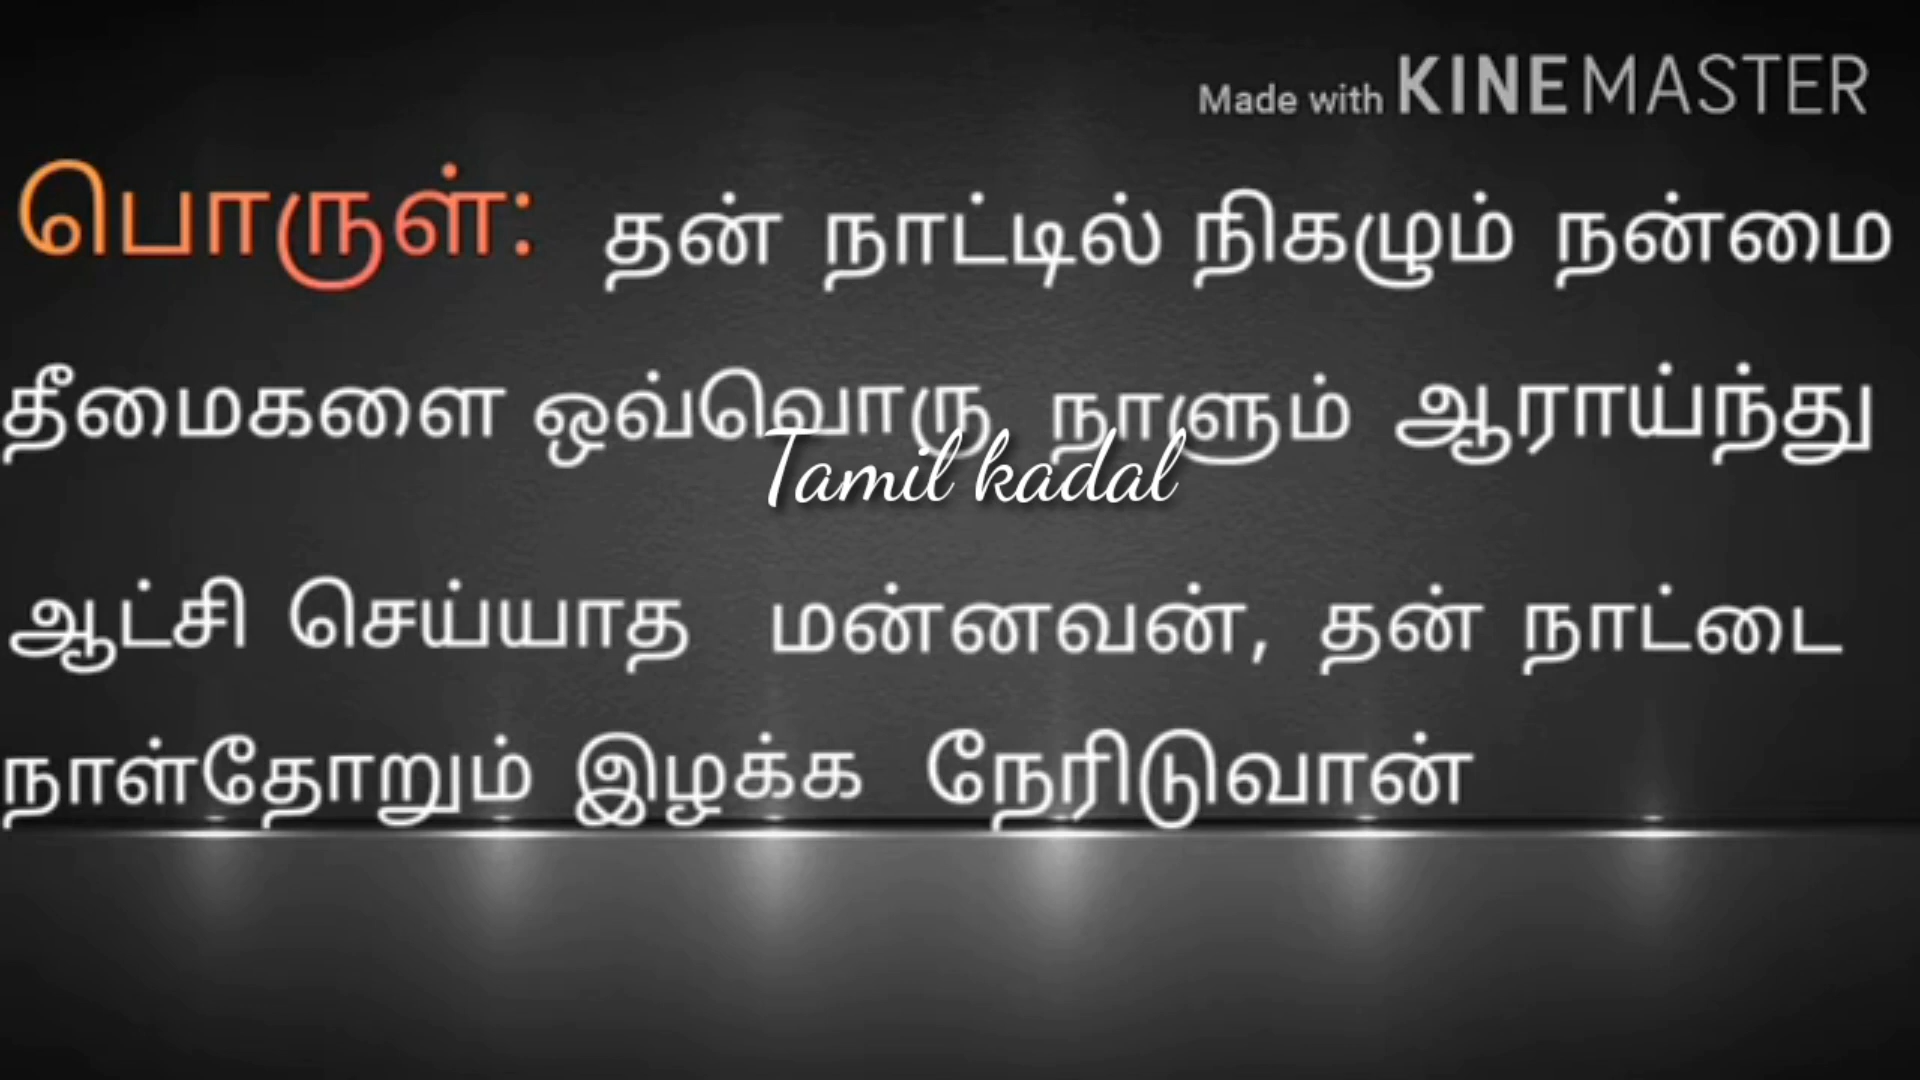 Made with KINEMASTER
பொருள்: தன் நாட்டில் நிகழும் நன்மை
தீமைகளை ஒவ்வொரு நாளும் ஆராய்ந்து
Tamil kadal
ஆட்சி செய்யாத மன்னவன், தன் நாட்டை
நாள்தோறும் இழக்க நேரிடுவான்